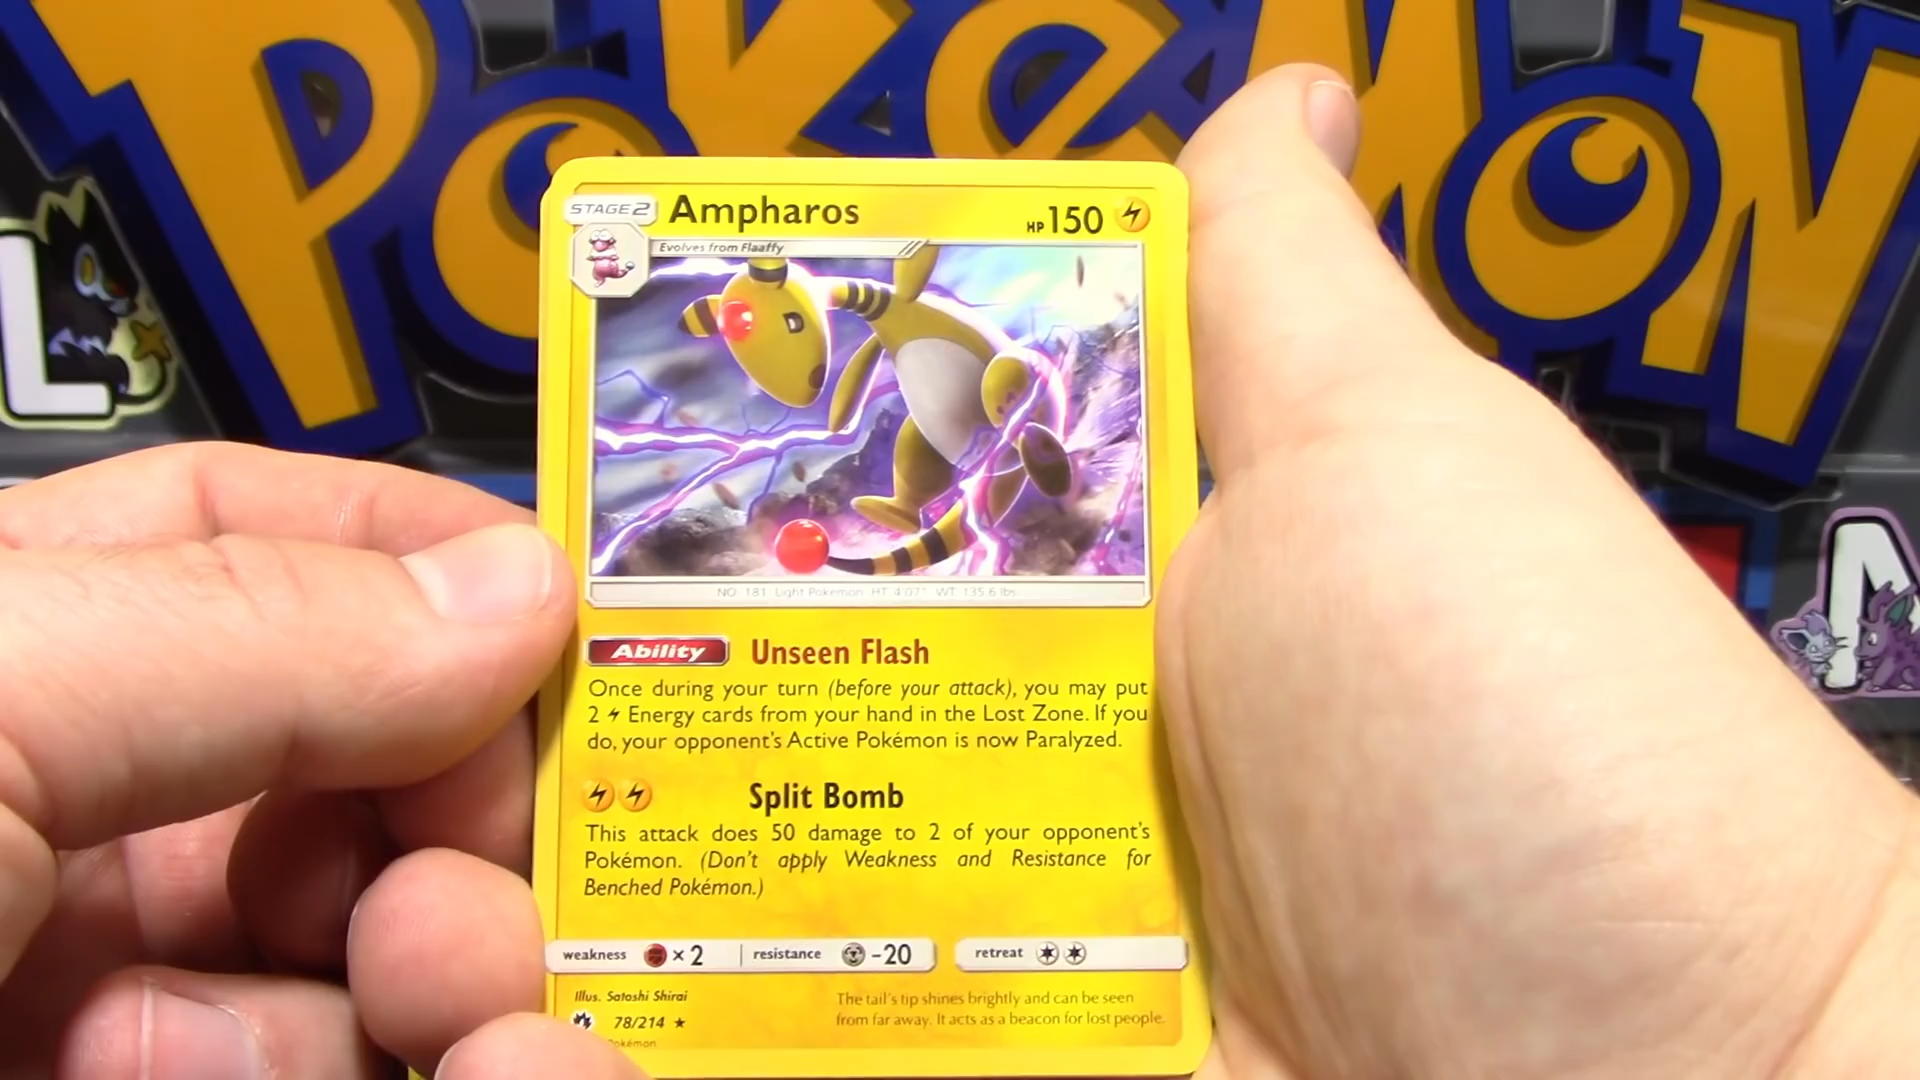 POKéMON
L
STAGE 2 Ampharos HP 150
Evolves from Flaaffy
NO. 181 Light Pokémon HT 4'07" WT 135.6 lbs.
Ability Unseen Flash
Once during your turn (before your attack), you may put
2 Energy cards from your hand in the Lost Zone. If you
do, your opponent's Active Pokémon is now Paralyzed.
Split Bomb
This attack does 50 damage to 2 of your opponent's
Pokémon. (Don't apply Weakness and Resistance for
Benched Pokémon.)
weakness × 2 resistance -20 retreat
Illus. Satoshi Shirai
78/214 ★
The tail's tip shines brightly and can be seen
from far away. It acts as a beacon for lost people.
Pokémon